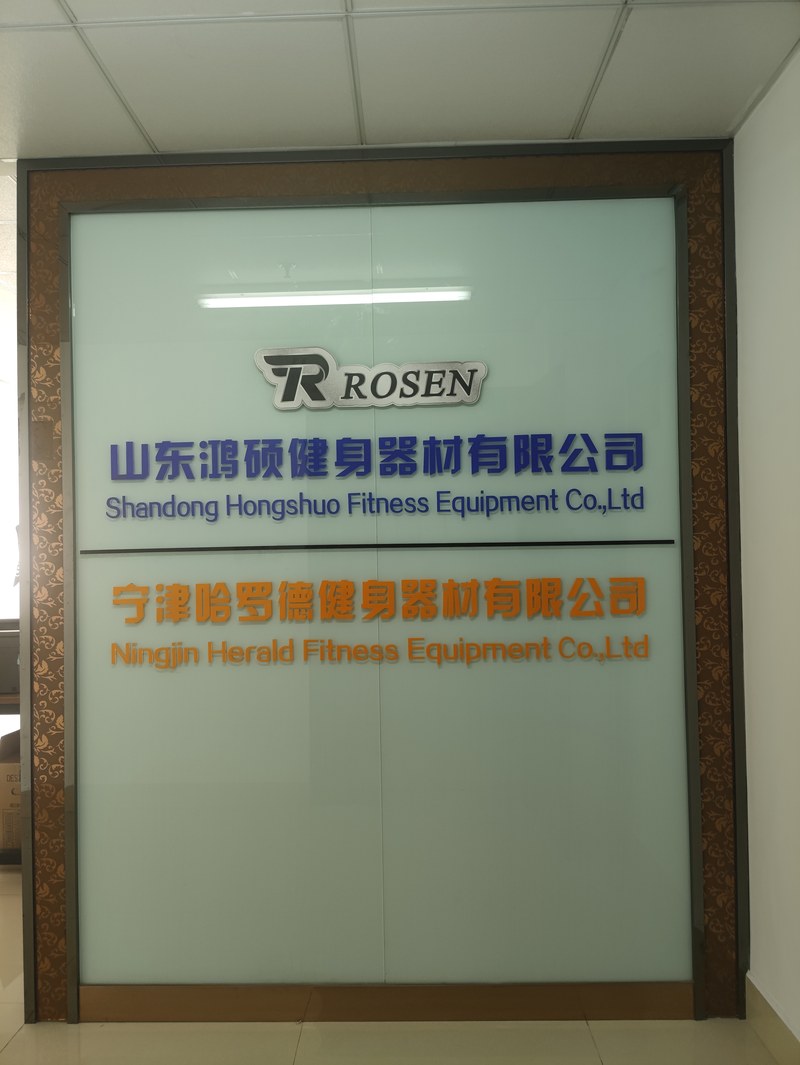 R ROSEN
山东鸿硕健身器材有限公司
Shandong Hongshuo Fitness Equipment Co.,Ltd
宁津哈罗德健身器材有限公司
Ningjin Herald Fitness Equipment Co.,Ltd